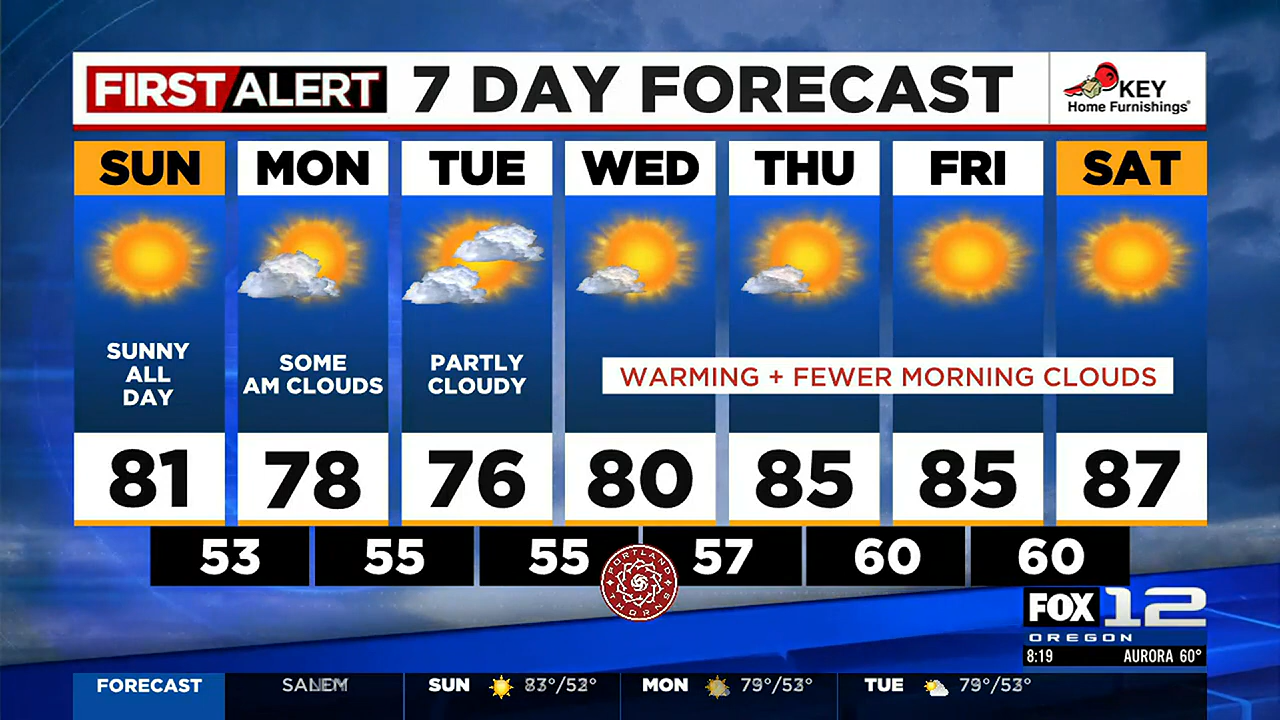 FIRST ALERT 7 DAY FORECAST
KEY
Home Furnishings®
SUN MON TUE WED THU FRI SAT
SUNNY
ALL
DAY
SOME
AM CLOUDS
PARTLY
CLOUDY
WARMING + FEWER MORNING CLOUDS
81 78 76 80 85 85 87
53 55 55 57 60 60
PORTLAND
THORNS
FOX 12
OREGON
8:19 AURORA 60°
FORECAST SUN 83°/52° MON 79°/53° TUE 79°/53°